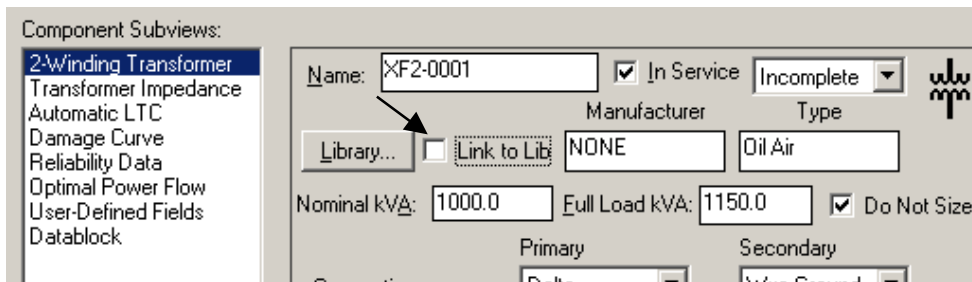 Component Subviews:
2-Winding Transformer
Transformer Impedance
Automatic LTC
Damage Curve
Reliability Data
Optimal Power Flow
User-Defined Fields
Datablock
Name: XF2-0001 In Service Incomplete
Manufacturer Type
Library... Link to Lib NONE Oil Air
Nominal kVA: 1000.0 Full Load kVA: 1150.0 Do Not Size
Primary Secondary